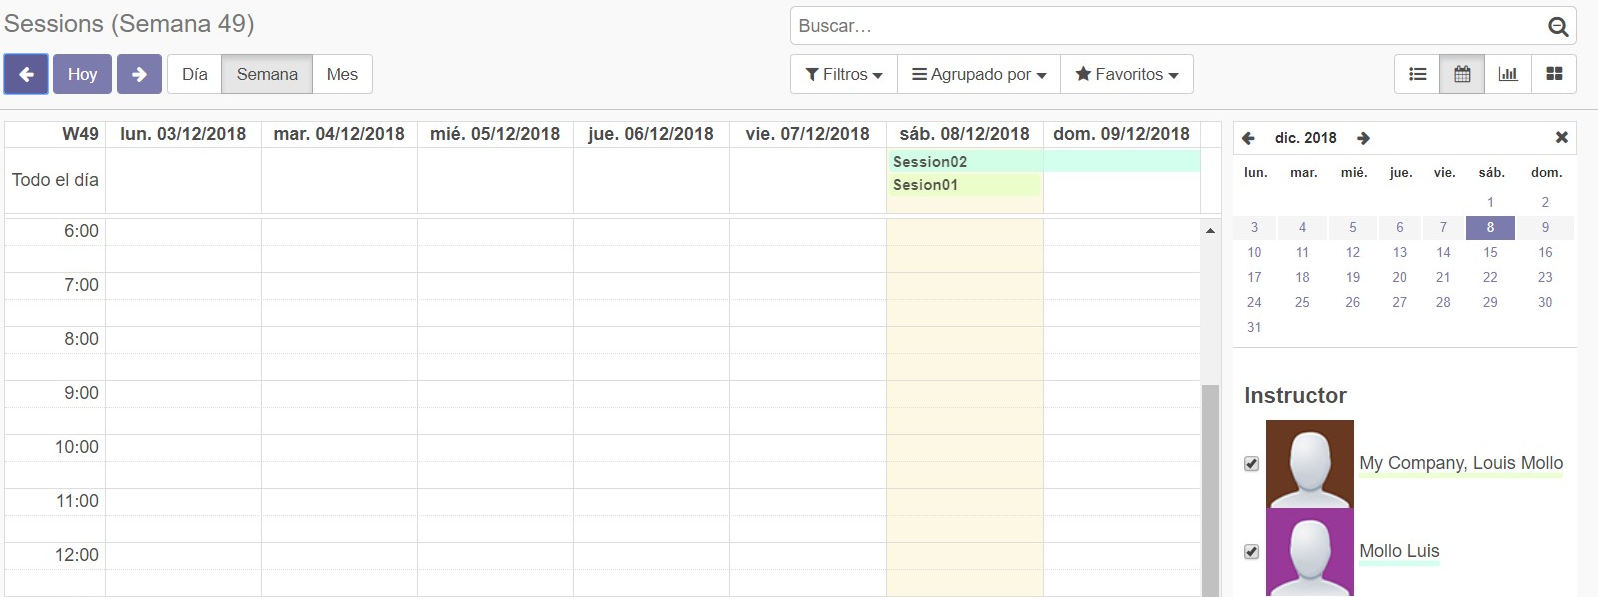 Sessions (Semana 49)
Buscar...
Hoy
Día Semana Mes
Filtros Agrupado por Favoritos
W49 lun. 03/12/2018 mar. 04/12/2018 mié. 05/12/2018 jue. 06/12/2018 vie. 07/12/2018 sáb. 08/12/2018 dom. 09/12/2018
Todo el día
Session02
Sesion01
6:00
7:00
8:00
9:00
10:00
11:00
12:00
dic. 2018
lun. mar. mié. jue. vie. sáb. dom.
1 2
3 4 5 6 7 8 9
10 11 12 13 14 15 16
17 18 19 20 21 22 23
24 25 26 27 28 29 30
31
Instructor
My Company, Louis Mollo
Mollo Luis